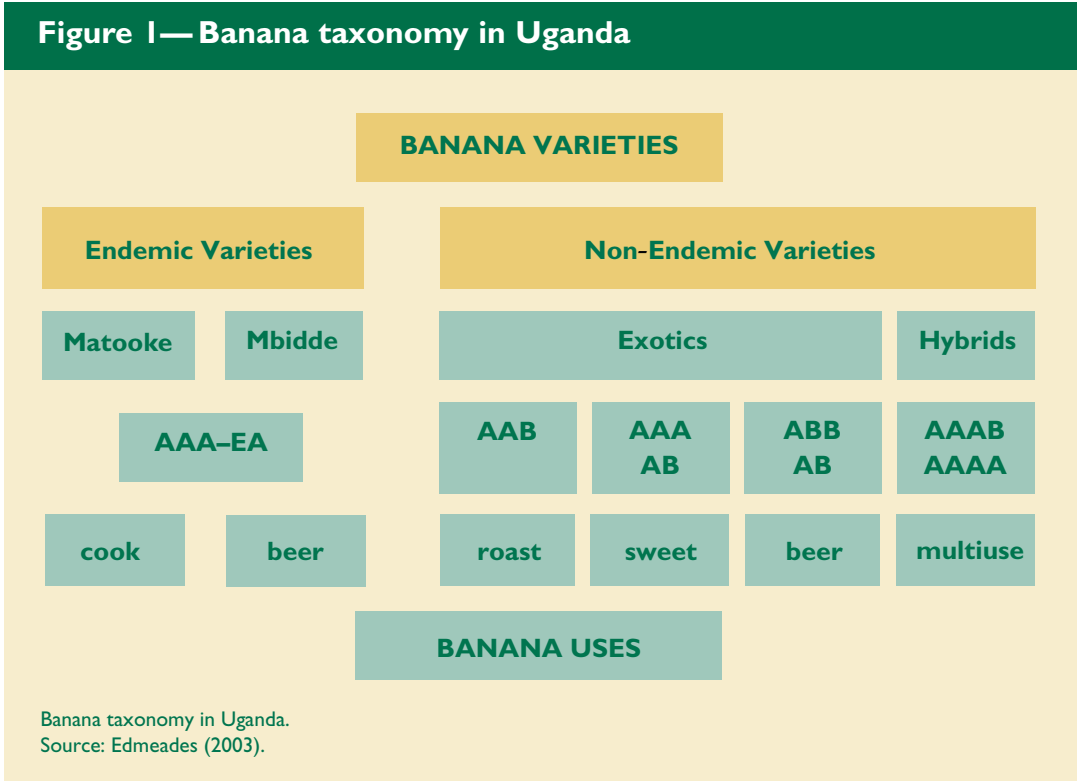 Figure 1—Banana taxonomy in Uganda
BANANA VARIETIES
Endemic Varieties
Non-Endemic Varieties
Matooke
Mbidde
Exotics
Hybrids
AAA–EA
AAB
AAA
AB
ABB
AB
AAAB
AAAA
cook
beer
roast
sweet
beer
multiuse
BANANA USES
Banana taxonomy in Uganda.
Source: Edmeades (2003).